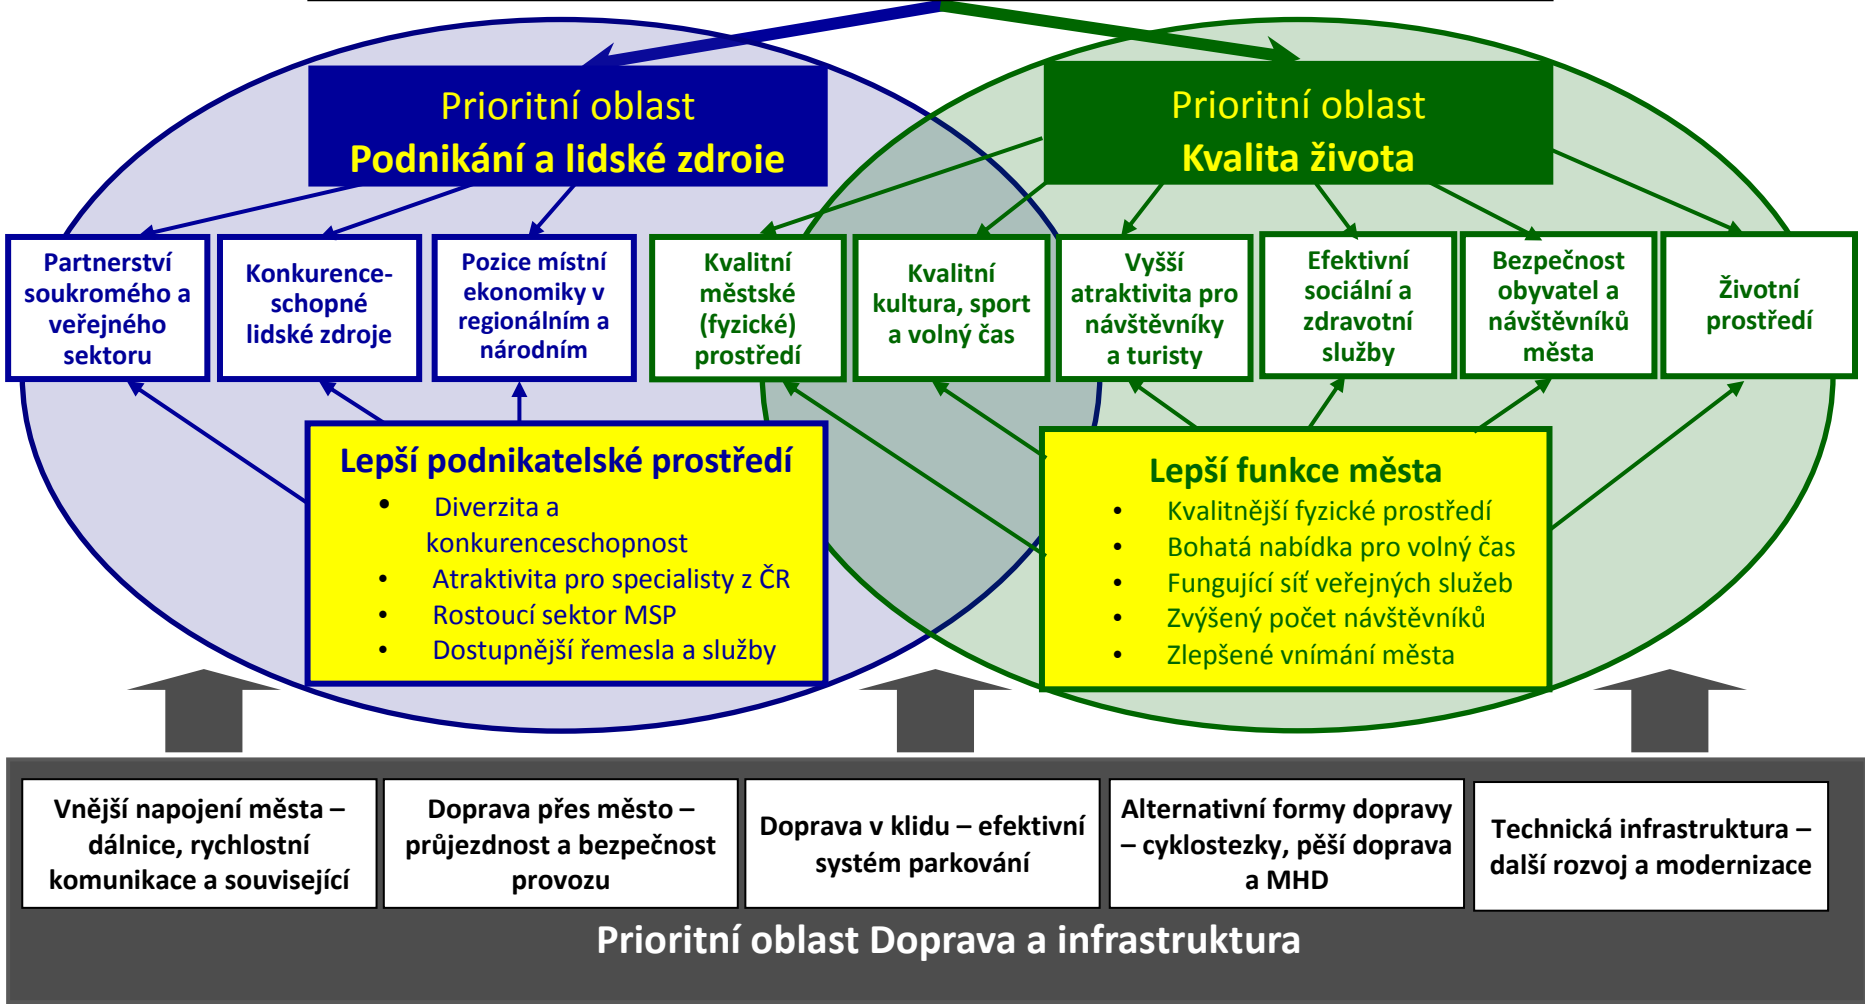 Prioritní oblast
Podnikání a lidské zdroje
Prioritní oblast
Kvalita života
Partnerství
soukromého a
veřejného
sektoru
Konkurence-
schopné
lidské zdroje
Pozice místní
ekonomiky v
regionálním a
národním
Kvalitní
městské
(fyzické)
prostředí
Kvalitní
kultura, sport
a volný čas
Vyšší
atraktivita pro
návštěvníky
a turisty
Efektivní
sociální a
zdravotní
služby
Bezpečnost
obyvatel a
návštěvníků
města
Životní
prostředí
Lepší podnikatelské prostředí
• Diverzita a
konkurenceschopnost
• Atraktivita pro specialisty z ČR
• Rostoucí sektor MSP
• Dostupnější řemesla a služby
Lepší funkce města
• Kvalitnější fyzické prostředí
• Bohatá nabídka pro volný čas
• Fungující síť veřejných služeb
• Zvýšený počet návštěvníků
• Zlepšené vnímání města
Vnější napojení města –
dálnice, rychlostní
komunikace a související
Doprava přes město –
průjezdnost a bezpečnost
provozu
Doprava v klidu – efektivní
systém parkování
Alternativní formy dopravy
– cyklostezky, pěší doprava
a MHD
Technická infrastruktura –
další rozvoj a modernizace
Prioritní oblast Doprava a infrastruktura